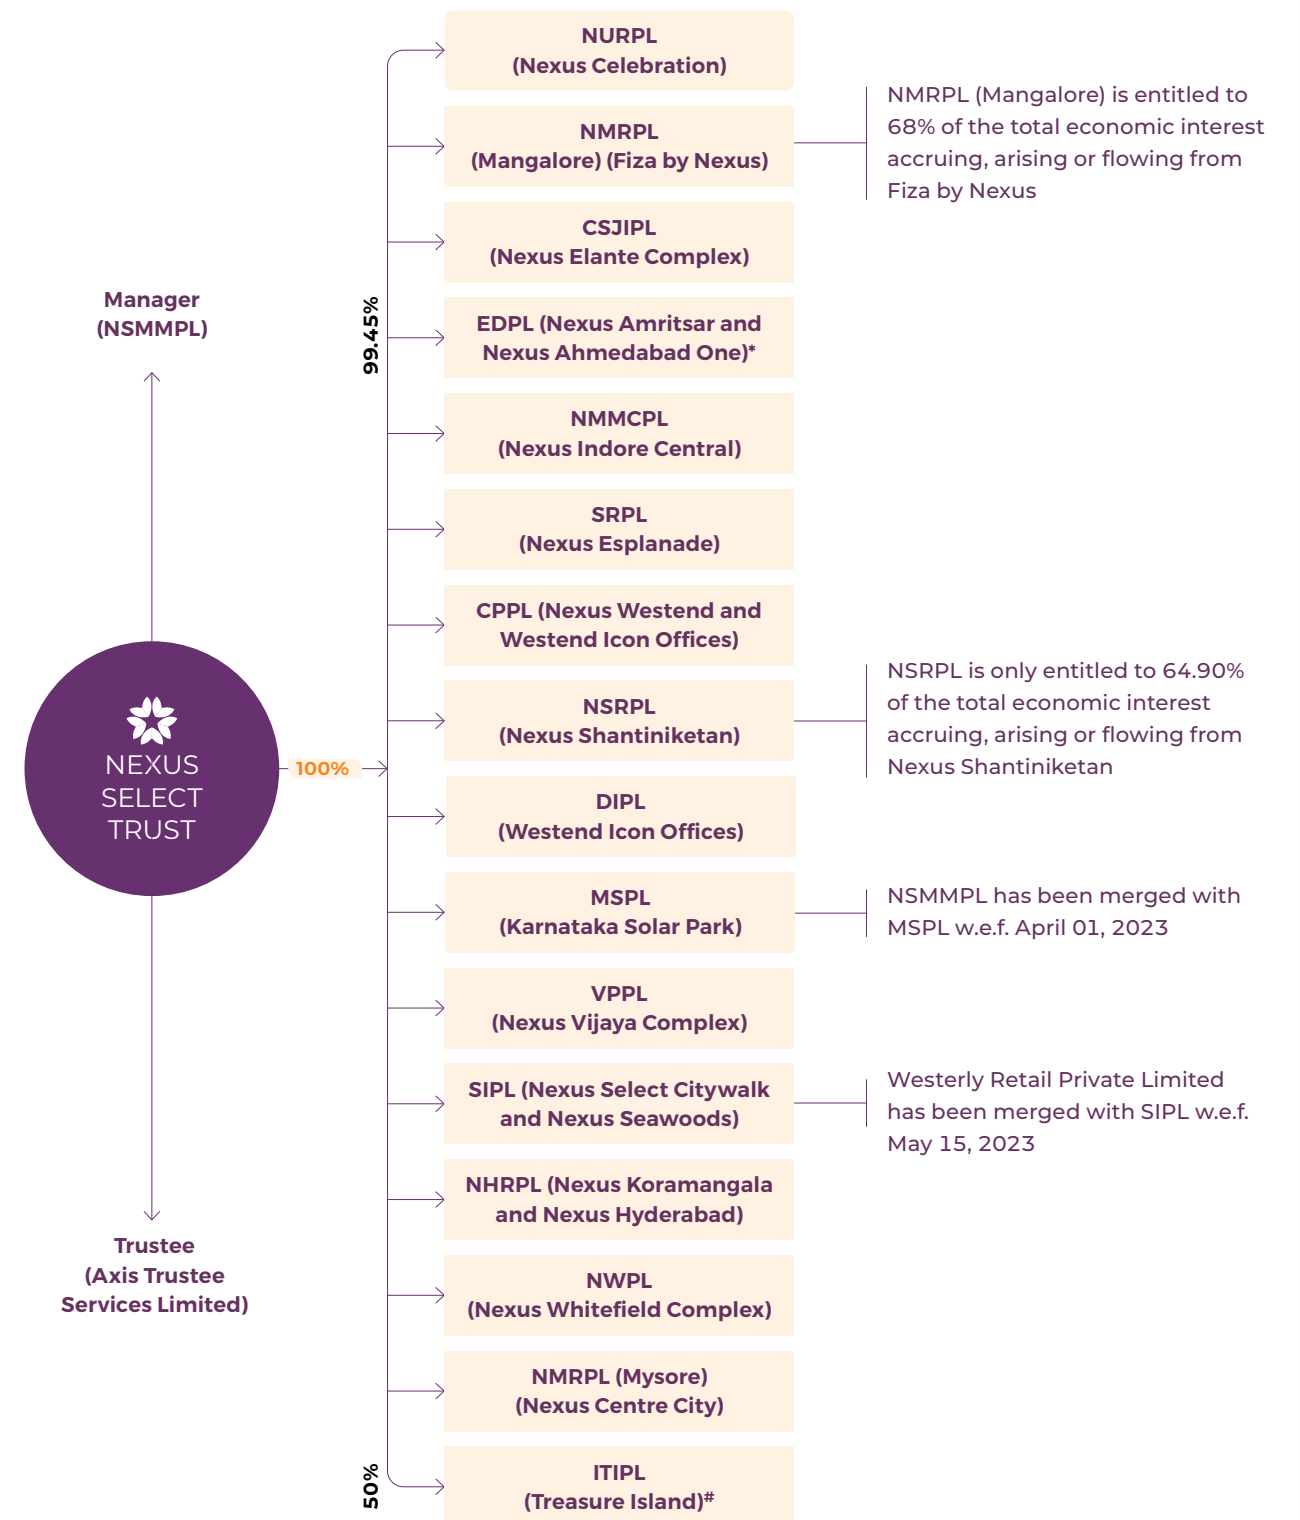 NURPL
(Nexus Celebration)
NMRPL
(Mangalore) (Fiza by Nexus)
NMRPL (Mangalore) is entitled to
68% of the total economic interest
accruing, arising or flowing from
Fiza by Nexus
CSJIPL
(Nexus Elante Complex)
Manager
(NSMMPL)
99.45%
EDPL (Nexus Amritsar and
Nexus Ahmedabad One)*
NMMCPL
(Nexus Indore Central)
SRPL
(Nexus Esplanade)
CPPL (Nexus Westend and
Westend Icon Offices)
NSRPL
(Nexus Shantiniketan)
NSRPL is only entitled to 64.90%
of the total economic interest
accruing, arising or flowing from
Nexus Shantiniketan
NEXUS
SELECT
TRUST
100%
DIPL
(Westend Icon Offices)
MSPL
(Karnataka Solar Park)
NSMMPL has been merged with
MSPL w.e.f. April 01, 2023
VPPL
(Nexus Vijaya Complex)
SIPL (Nexus Select Citywalk
and Nexus Seawoods)
Westerly Retail Private Limited
has been merged with SIPL w.e.f.
May 15, 2023
NHRPL (Nexus Koramangala
and Nexus Hyderabad)
Trustee
(Axis Trustee
Services Limited)
NWPL
(Nexus Whitefield Complex)
NMRPL (Mysore)
(Nexus Centre City)
50%
ITIPL
(Treasure Island)#